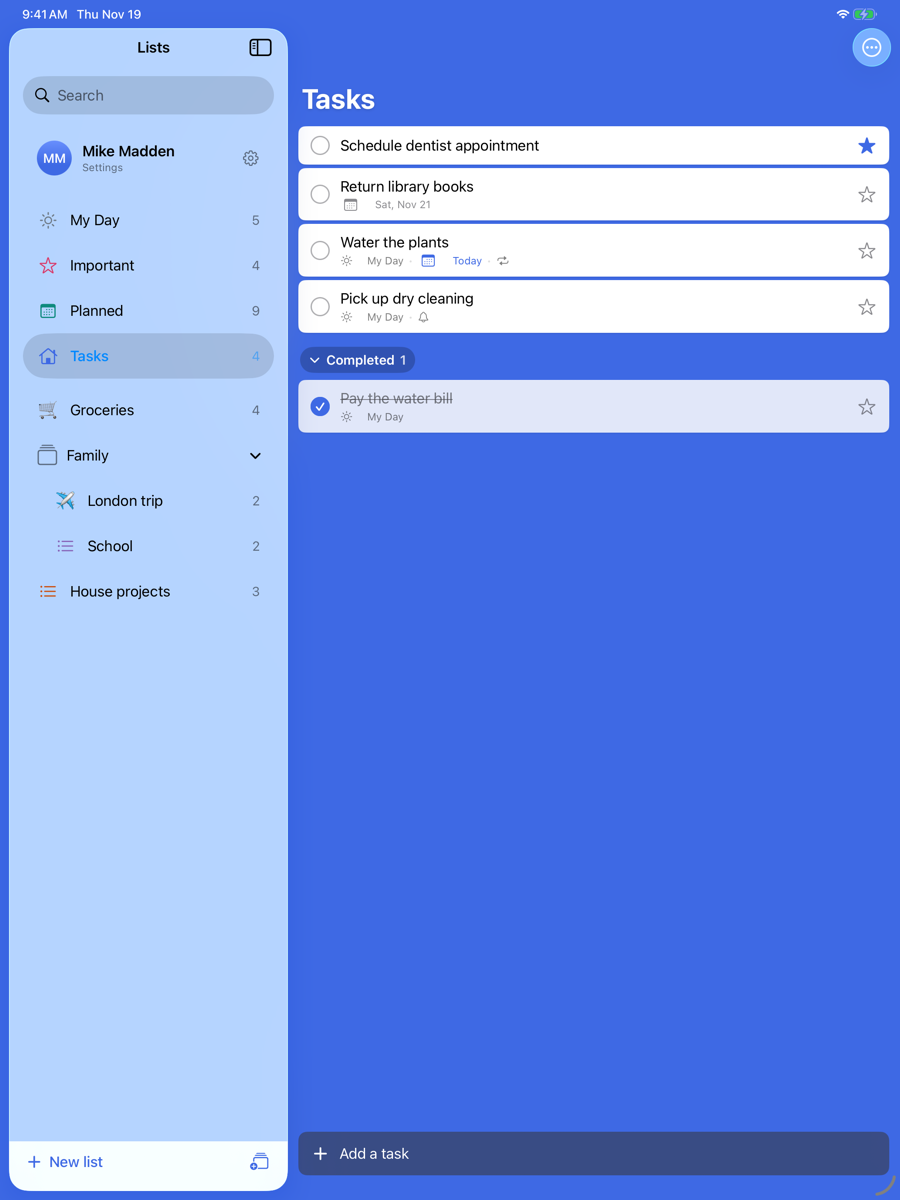 9:41 AM Thu Nov 19
Lists
Search
MM
Mike Madden
Settings
My Day 5
Important 4
Planned 9
Tasks 4
Groceries 4
Family
London trip 2
School 2
House projects 3
New list
Tasks
Schedule dentist appointment
Return library books
Sat, Nov 21
Water the plants
My Day · Today ·
Pick up dry cleaning
My Day ·
Completed 1
Pay the water bill
My Day
Add a task